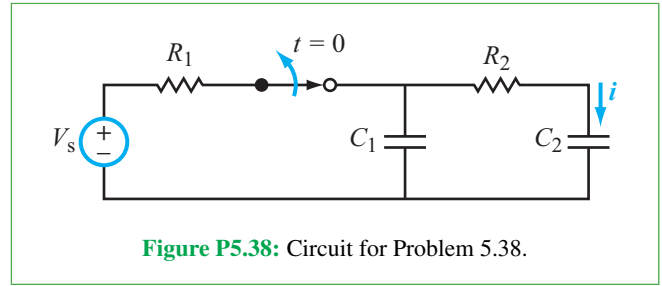 t = 0
R1
R2
i
Vs
+
−
C1
C2
Figure P5.38: Circuit for Problem 5.38.